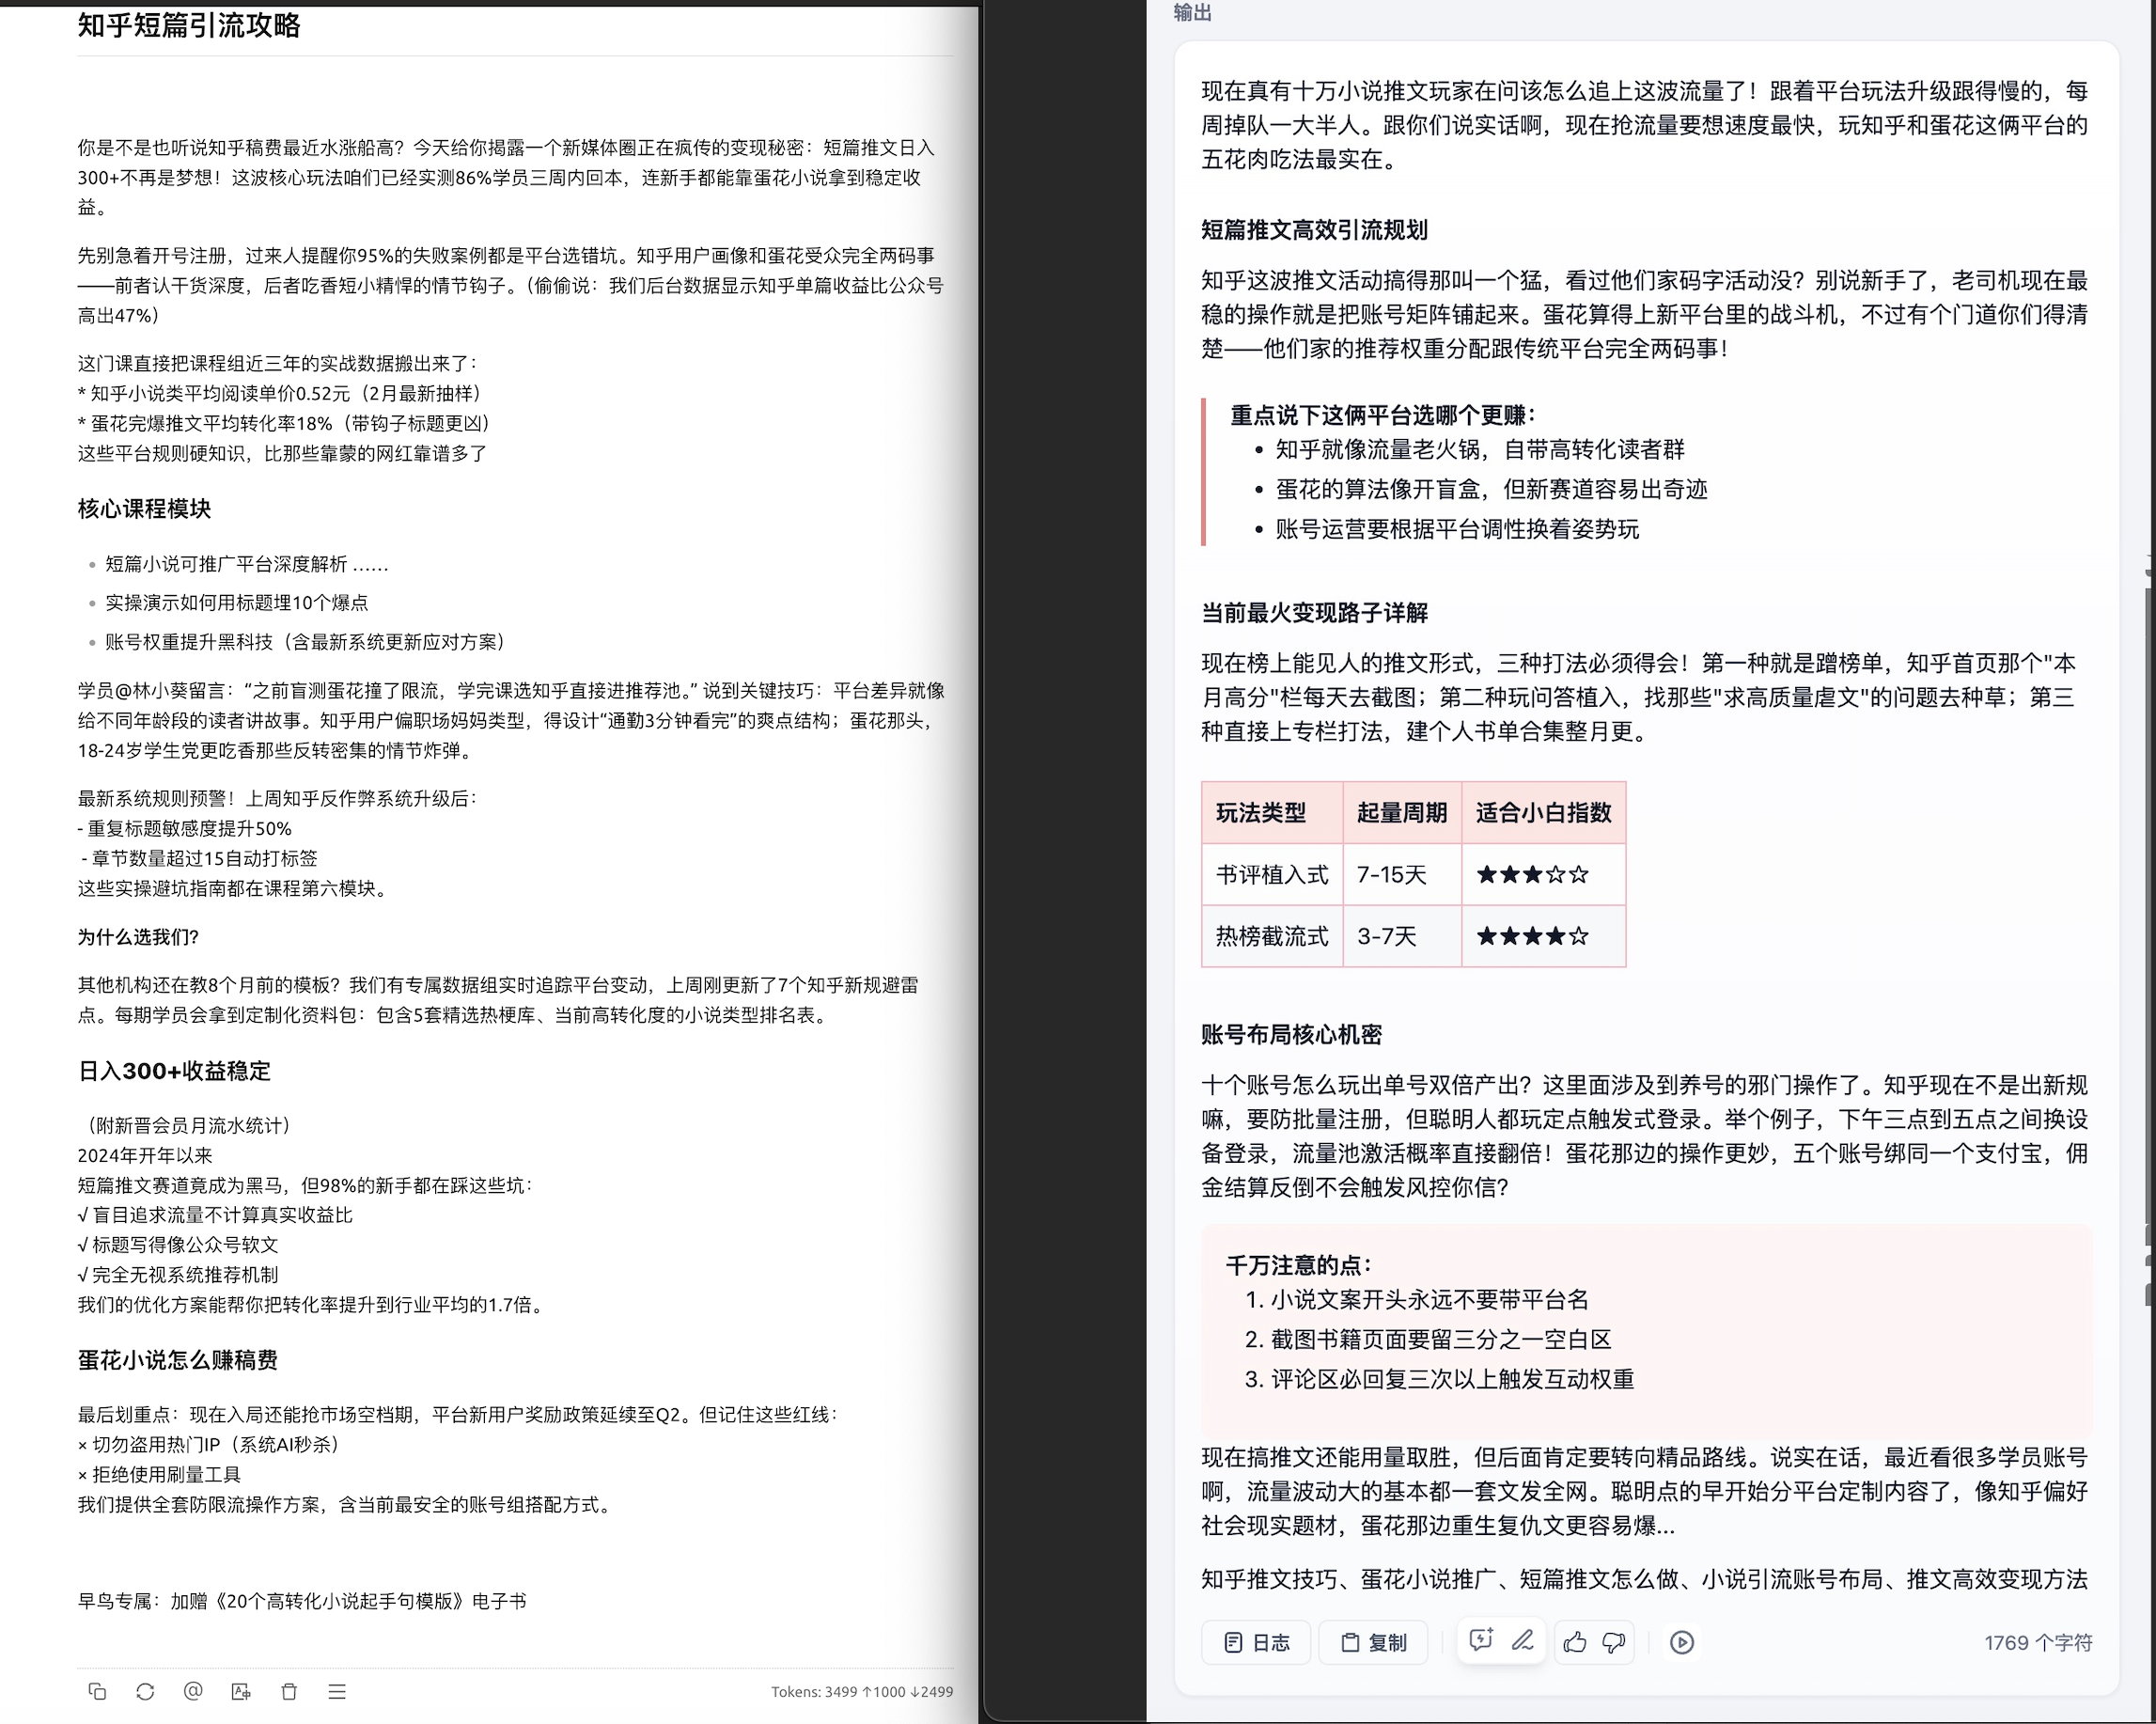 知乎短篇引流攻略
你是不是也听说知乎稿费最近水涨船高？今天给你揭露一个新媒体圈正在疯传的变现秘密：短篇推文日入
300+不再是梦想！这波核心玩法咱们已经实测86%学员三周内回本，连新手都能靠蛋花小说拿到稳定收
益。
先别急着开号注册，过来人提醒你95%的失败案例都是平台选错坑。知乎用户画像和蛋花受众完全两码事
——前者认干货深度，后者吃香短小精悍的情节钩子。（偷偷说：我们后台数据显示知乎单篇收益比公众号
高出47%）
这门课直接把课程组近三年的实战数据搬出来了：
* 知乎小说类平均阅读单价0.52元（2月最新抽样）
* 蛋花完爆推文平均转化率18%（带钩子标题更凶）
这些平台规则硬知识，比那些靠蒙的网红靠谱多了
核心课程模块
• 短篇小说可推广平台深度解析 ……
• 实操演示如何用标题埋10个爆点
• 账号权重提升黑科技（含最新系统更新应对方案）
学员@林小葵留言：“之前盲测蛋花撞了限流，学完课选知乎直接进推荐池。” 说到关键技巧：平台差异就像
给不同年龄段的读者讲故事。知乎用户偏职场妈妈类型，得设计“通勤3分钟看完”的爽点结构；蛋花那头，
18-24岁学生党更吃香那些反转密集的情节炸弹。
最新系统规则预警！上周知乎反作弊系统升级后：
- 重复标题敏感度提升50%
- 章节数量超过15自动打标签
这些实操避坑指南都在课程第六模块。
为什么选我们？
其他机构还在教8个月前的模板？我们有专属数据组实时追踪平台变动，上周刚更新了7个知乎新规避雷
点。每期学员会拿到定制化资料包：包含5套精选热梗库、当前高转化度的小说类型排名表。
日入300+收益稳定
（附新晋会员月流水统计）
2024年开年以来
短篇推文赛道竟成为黑马，但98%的新手都在踩这些坑：
√ 盲目追求流量不计算真实收益比
√ 标题写得像公众号软文
√ 完全无视系统推荐机制
我们的优化方案能帮你把转化率提升到行业平均的1.7倍。
蛋花小说怎么赚稿费
最后划重点：现在入局还能抢市场空档期，平台新用户奖励政策延续至Q2。但记住这些红线：
× 切勿盗用热门IP（系统AI秒杀）
× 拒绝使用刷量工具
我们提供全套防限流操作方案，含当前最安全的账号组搭配方式。
早鸟专属：加赠《20个高转化小说起手句模版》电子书
Tokens: 3499 ↑1000 ↓2499
输出
现在真有十万小说推文玩家在问该怎么追上这波流量了！跟着平台玩法升级跟得慢的，每
周掉队一大半人。跟你们说实话啊，现在抢流量要想速度最快，玩知乎和蛋花这俩平台的
五花肉吃法最实在。
短篇推文高效引流规划
知乎这波推文活动搞得那叫一个猛，看过他们家码字活动没？别说新手了，老司机现在最
稳的操作就是把账号矩阵铺起来。蛋花算得上新平台里的战斗机，不过有个门道你们得清
楚——他们家的推荐权重分配跟传统平台完全两码事！
重点说下这俩平台选哪个更赚：
• 知乎就像流量老火锅，自带高转化读者群
• 蛋花的算法像开盲盒，但新赛道容易出奇迹
• 账号运营要根据平台调性换着姿势玩
当前最火变现路子详解
现在榜上能见人的推文形式，三种打法必须得会！第一种就是蹭榜单，知乎首页那个"本
月高分"栏每天去截图；第二种玩问答植入，找那些"求高质量虐文"的问题去种草；第三
种直接上专栏打法，建个人书单合集整月更。
玩法类型 起量周期 适合小白指数
书评植入式 7-15天 ★★★☆☆
热榜截流式 3-7天 ★★★★☆
账号布局核心机密
十个账号怎么玩出单号双倍产出？这里面涉及到养号的邪门操作了。知乎现在不是出新规
嘛，要防批量注册，但聪明人都玩定点触发式登录。举个例子，下午三点到五点之间换设
备登录，流量池激活概率直接翻倍！蛋花那边的操作更妙，五个账号绑同一个支付宝，佣
金结算反倒不会触发风控你信？
千万注意的点：
1. 小说文案开头永远不要带平台名
2. 截图书籍页面要留三分之一空白区
3. 评论区必回复三次以上触发互动权重
现在搞推文还能用量取胜，但后面肯定要转向精品路线。说实在话，最近看很多学员账号
啊，流量波动大的基本都一套文发全网。聪明点的早开始分平台定制内容了，像知乎偏好
社会现实题材，蛋花那边重生复仇文更容易爆...
知乎推文技巧、蛋花小说推广、短篇推文怎么做、小说引流账号布局、推文高效变现方法
日志 复制 1769 个字符